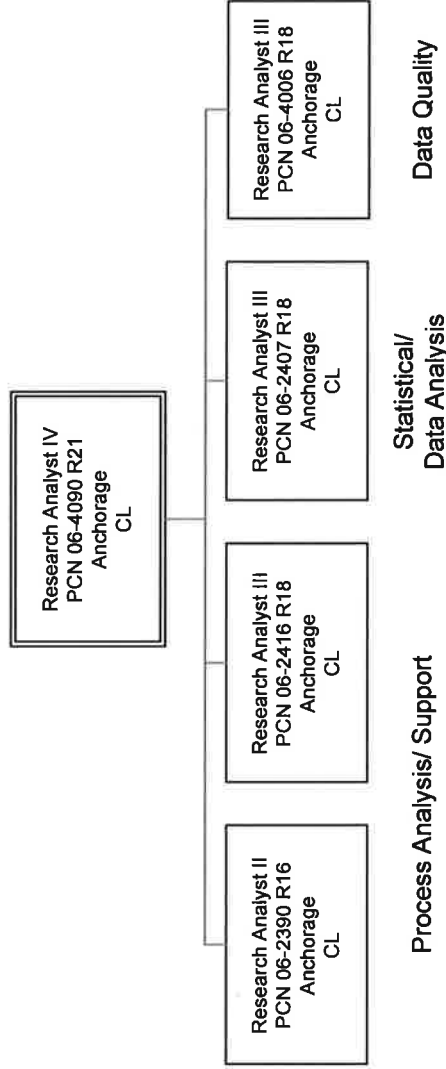 Research Analyst IV
PCN 06-4090 R21
Anchorage
CL
Research Analyst II
PCN 06-2390 R16
Anchorage
CL
Research Analyst III
PCN 06-2416 R18
Anchorage
CL
Research Analyst III
PCN 06-2407 R18
Anchorage
CL
Research Analyst III
PCN 06-4006 R18
Anchorage
CL
Process Analysis/ Support
Statistical/
Data Analysis
Data Quality